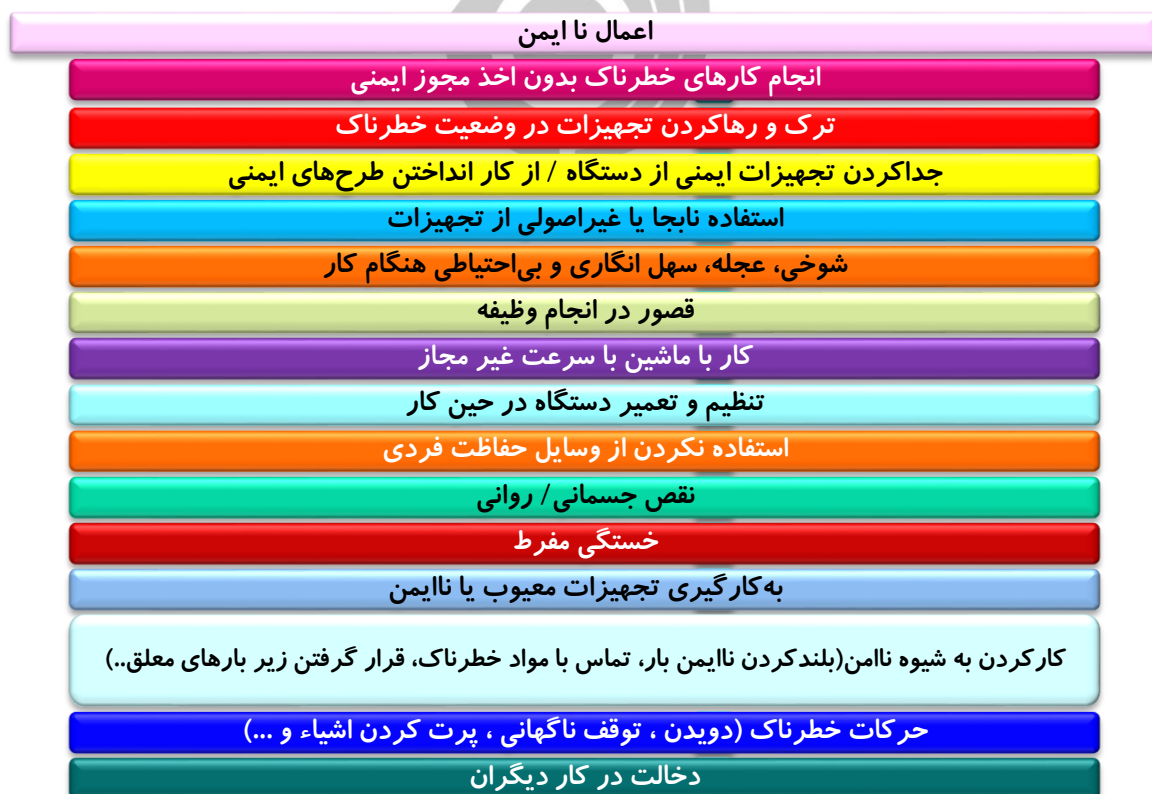 اعمال نا ایمن
انجام کارهای خطرناک بدون اخذ مجوز ایمنی
ترک و رهاکردن تجهیزات در وضعیت خطرناک
جداکردن تجهیزات ایمنی از دستگاه / از کار انداختن طرح‌های ایمنی
استفاده نابجا یا غیراصولی از تجهیزات
شوخی، عجله، سهل انگاری و بی‌احتیاطی هنگام کار
قصور در انجام وظیفه
کار با ماشین با سرعت غیر مجاز
تنظیم و تعمیر دستگاه در حین کار
استفاده نکردن از وسایل حفاظت فردی
نقص جسمانی/ روانی
خستگی مفرط
به‌کارگیری تجهیزات معیوب یا ناایمن
کارکردن به شیوه ناامن(بلندکردن ناایمن بار، تماس با مواد خطرناک، قرار گرفتن زیر بارهای معلق..)
حرکات خطرناک (دویدن ، توقف ناگهانی ، پرت کردن اشیاء و ...)
دخالت در کار دیگران